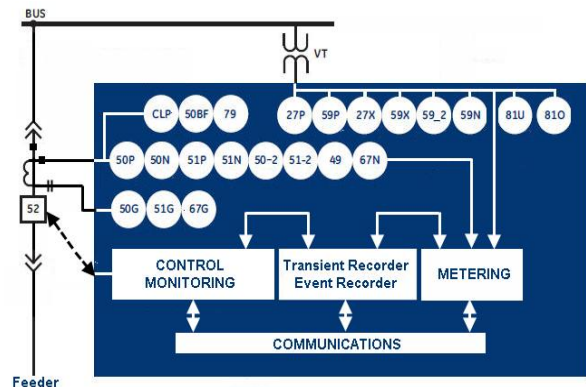 BUS
VT
CLP 50BF 79
27P 59P 27X 59X 59_2 59N 81U 81O
50P 50N 51P 51N 50-2 51-2 49 67N
50G 51G 67G
52
CONTROL
MONITORING
Transient Recorder
Event Recorder
METERING
COMMUNICATIONS
Feeder